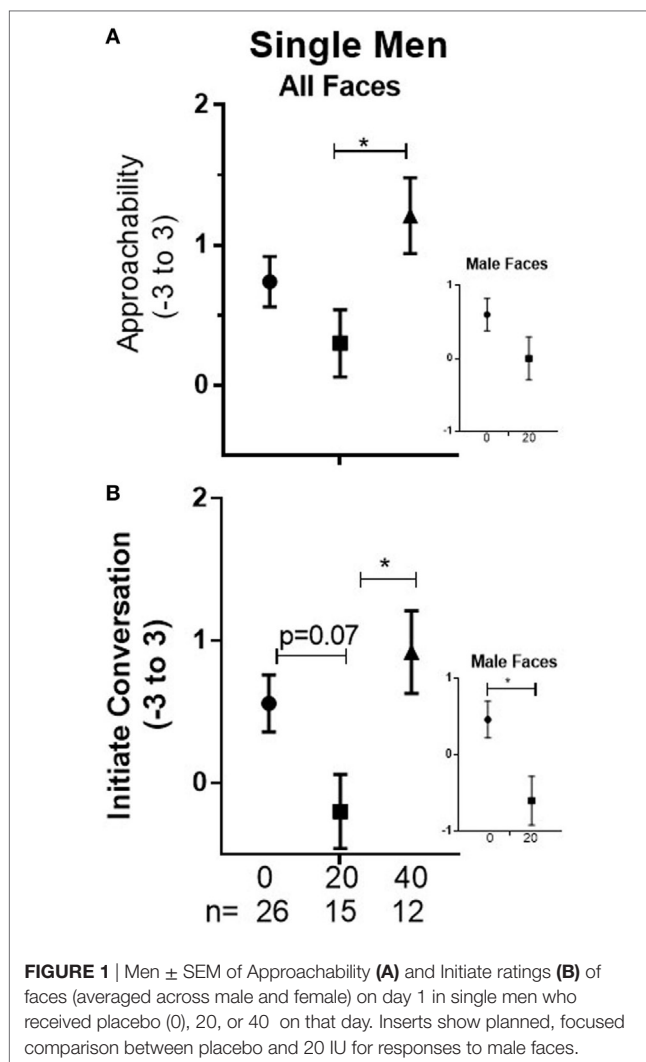 A
Single Men
All Faces
2
1
0
Approachability
(-3 to 3)
*
Male Faces
1
0
-1
0 20
B
2
1
0
Initiate Conversation
(-3 to 3)
p=0.07
*
Male Faces
1
0
-1
*
0 20
0 20 40
n= 26 15 12
FIGURE 1 | Men ± SEM of Approachability (A) and Initiate ratings (B) of
faces (averaged across male and female) on day 1 in single men who
received placebo (0), 20, or 40 on that day. Inserts show planned, focused
comparison between placebo and 20 IU for responses to male faces.